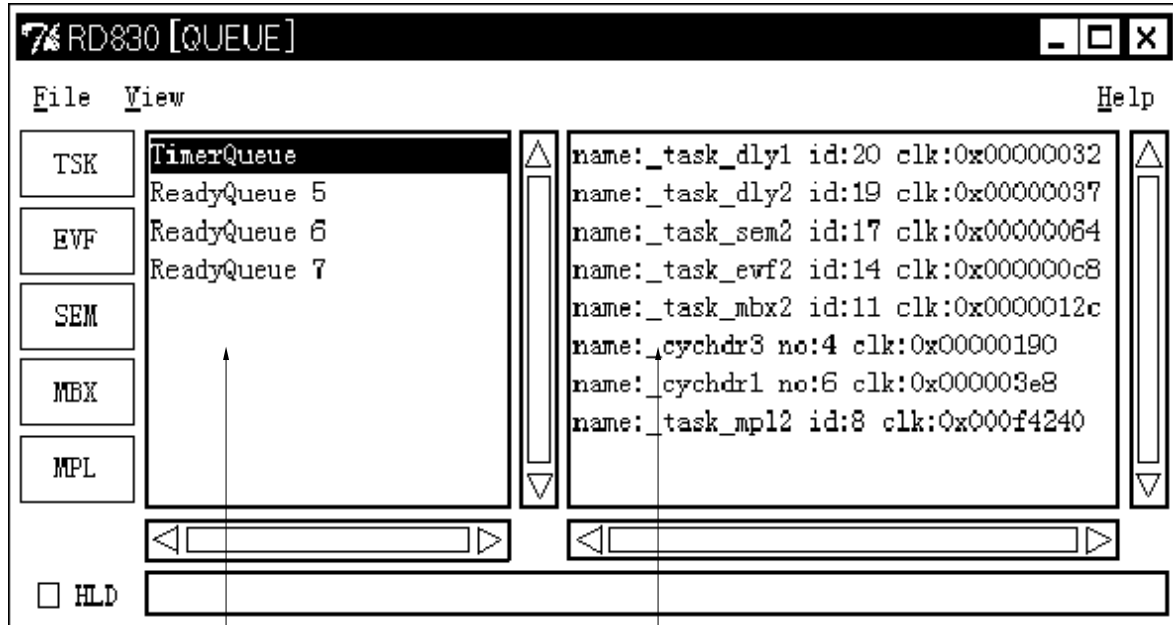 RD830 [QUEUE]
File View Help
TSK
EVF
SEM
MBX
MPL
TimerQueue
ReadyQueue 5
ReadyQueue 6
ReadyQueue 7
name:_task_dly1 id:20 clk:0x00000032
name:_task_dly2 id:19 clk:0x00000037
name:_task_sem2 id:17 clk:0x00000064
name:_task_evf2 id:14 clk:0x000000c8
name:_task_mbx2 id:11 clk:0x0000012c
name:_cychdr3 no:4 clk:0x00000190
name:_cychdr1 no:6 clk:0x000003e8
name:_task_mpl2 id:8 clk:0x000f4240
HLD